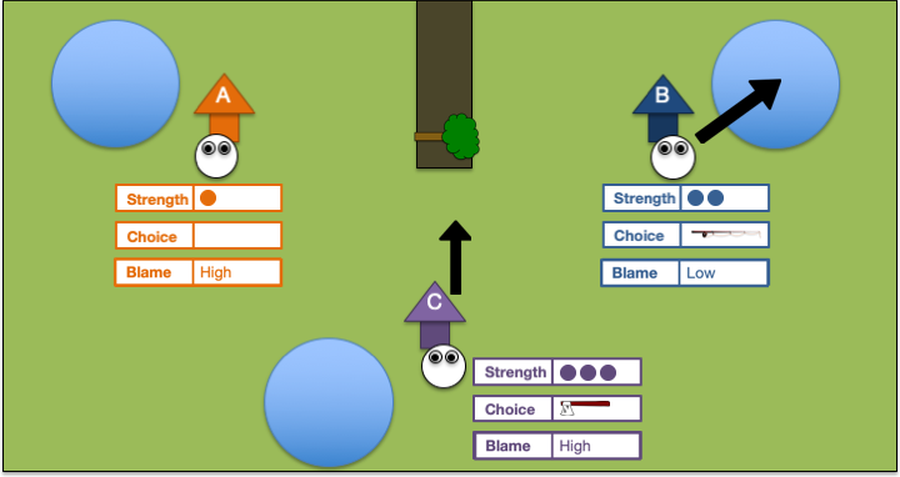 A
B
Strength
Choice
Blame High
Strength
Choice
Blame Low
C
Strength
Choice
Blame High